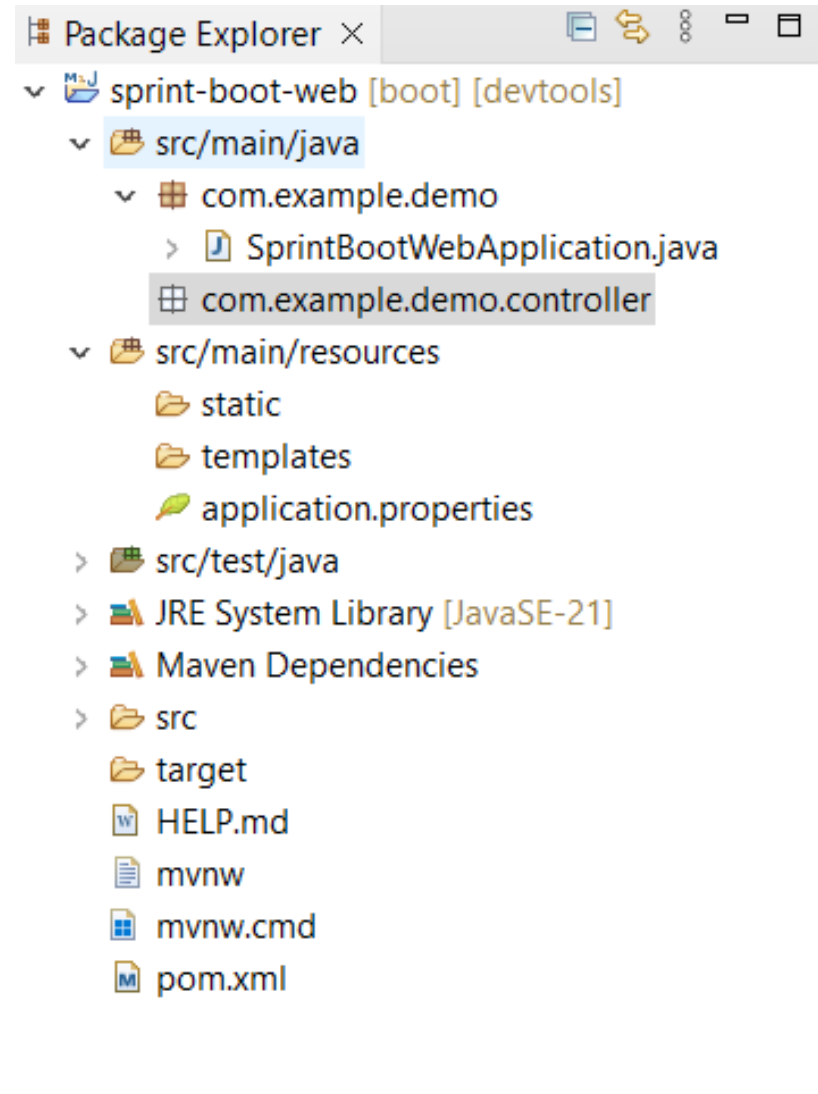 Package Explorer
sprint-boot-web [boot] [devtools]
src/main/java
com.example.demo
SprintBootWebApplication.java
com.example.demo.controller
src/main/resources
static
templates
application.properties
src/test/java
JRE System Library [JavaSE-21]
Maven Dependencies
src
target
HELP.md
mvnw
mvnw.cmd
pom.xml